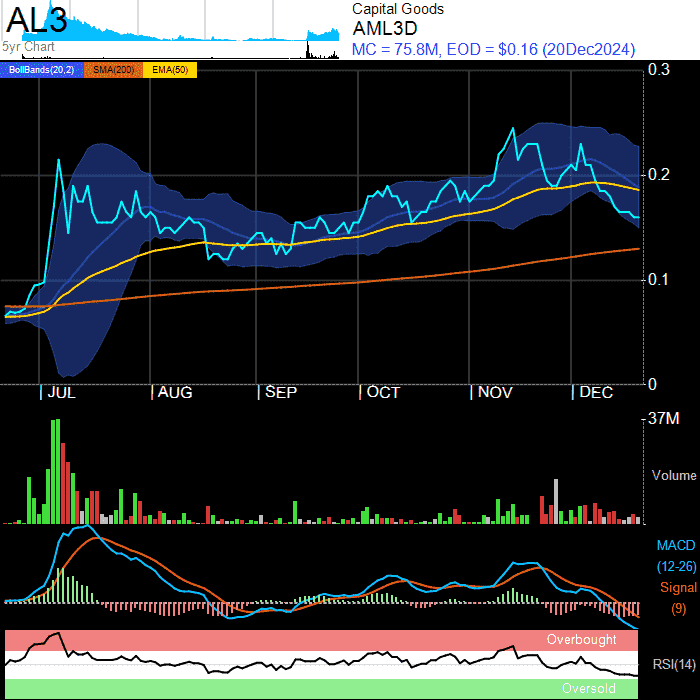 AL3
5yr Chart
Capital Goods
AML3D
MC = 75.8M, EOD = $0.16 (20Dec2024)
BollBands(20,2) SMA(200) EMA(50)
0.3
0.2
0.1
0
JUL AUG SEP OCT NOV DEC
37M
Volume
MACD
(12-26)
Signal
(9)
Overbought
RSI(14)
Oversold